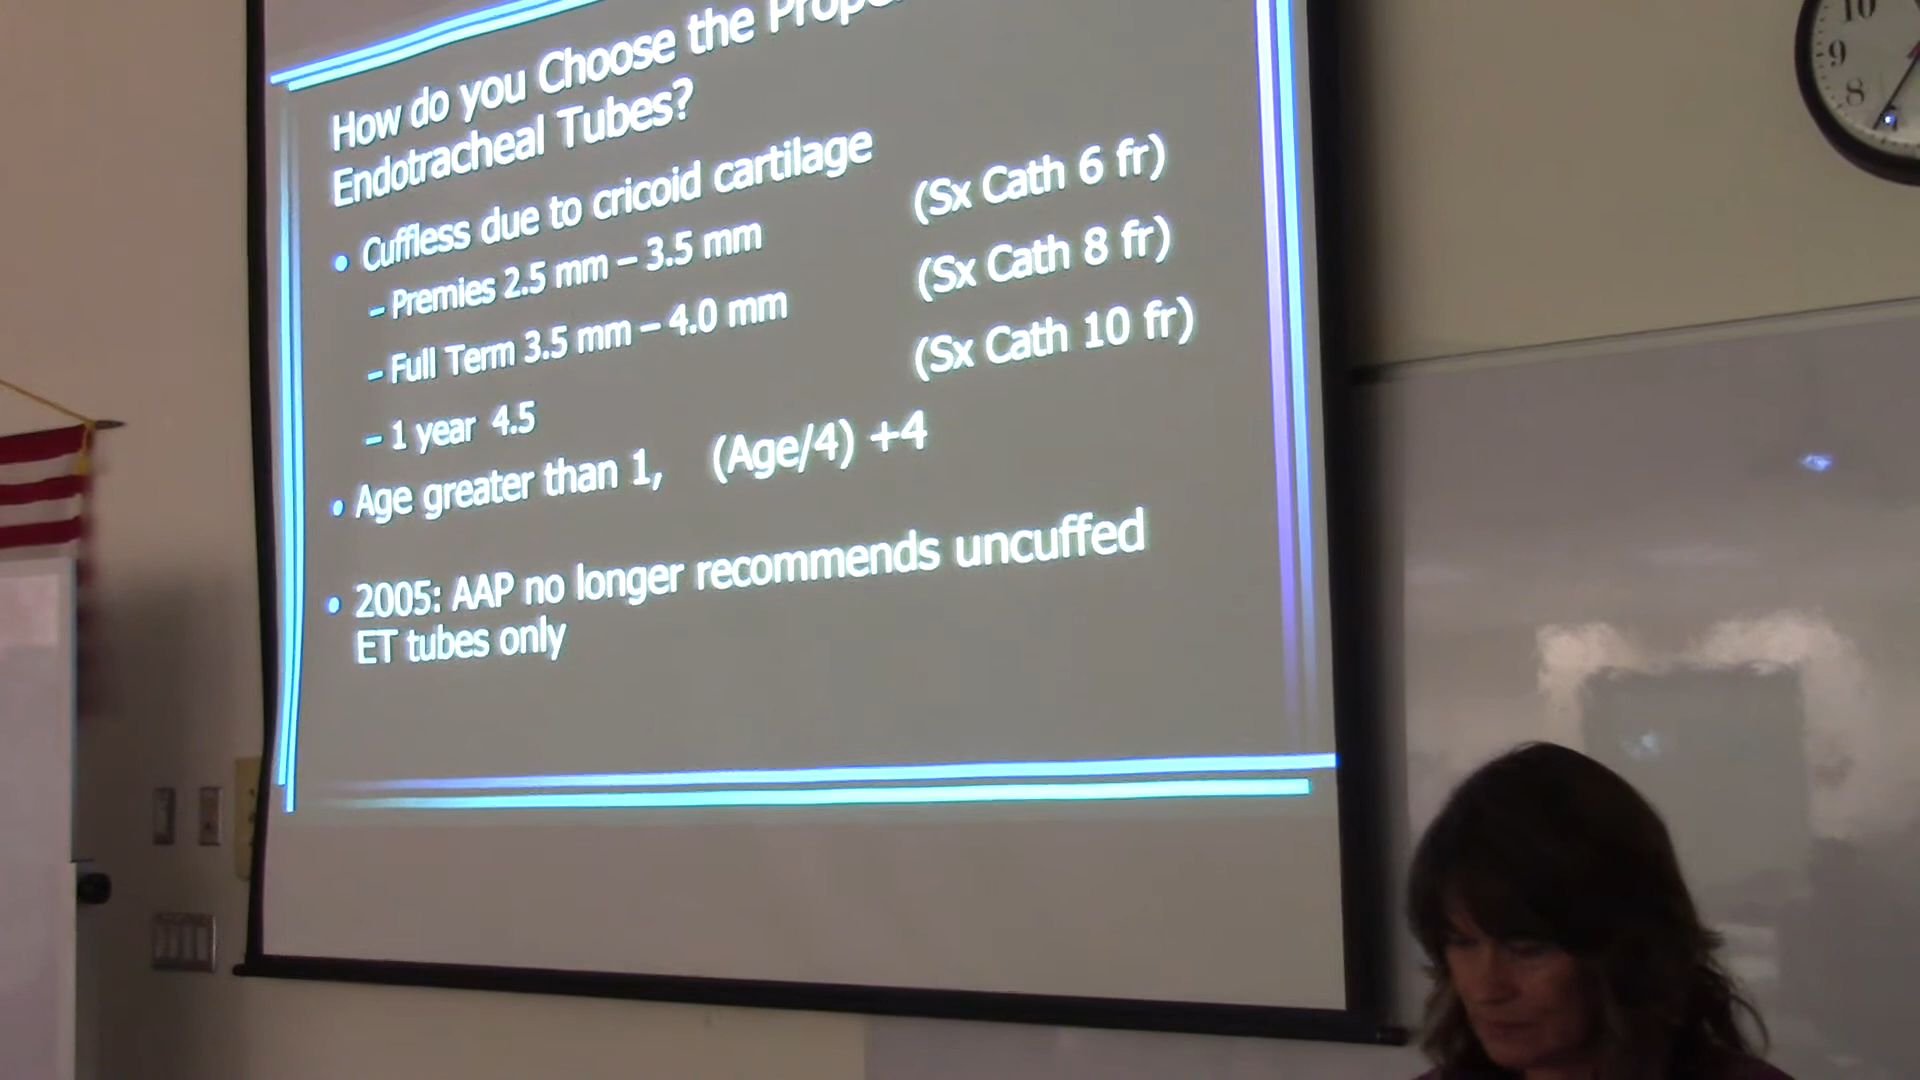 How do you Choose the
Endotracheal Tubes?
• Cuffless due to cricoid cartilage
– Premies 2.5 mm – 3.5 mm (Sx Cath 6 fr)
– Full Term 3.5 mm – 4.0 mm (Sx Cath 8 fr)
– 1 year 4.5 (Sx Cath 10 fr)
• Age greater than 1, (Age/4) +4
• 2005: AAP no longer recommends uncuffed
ET tubes only
10
9
8